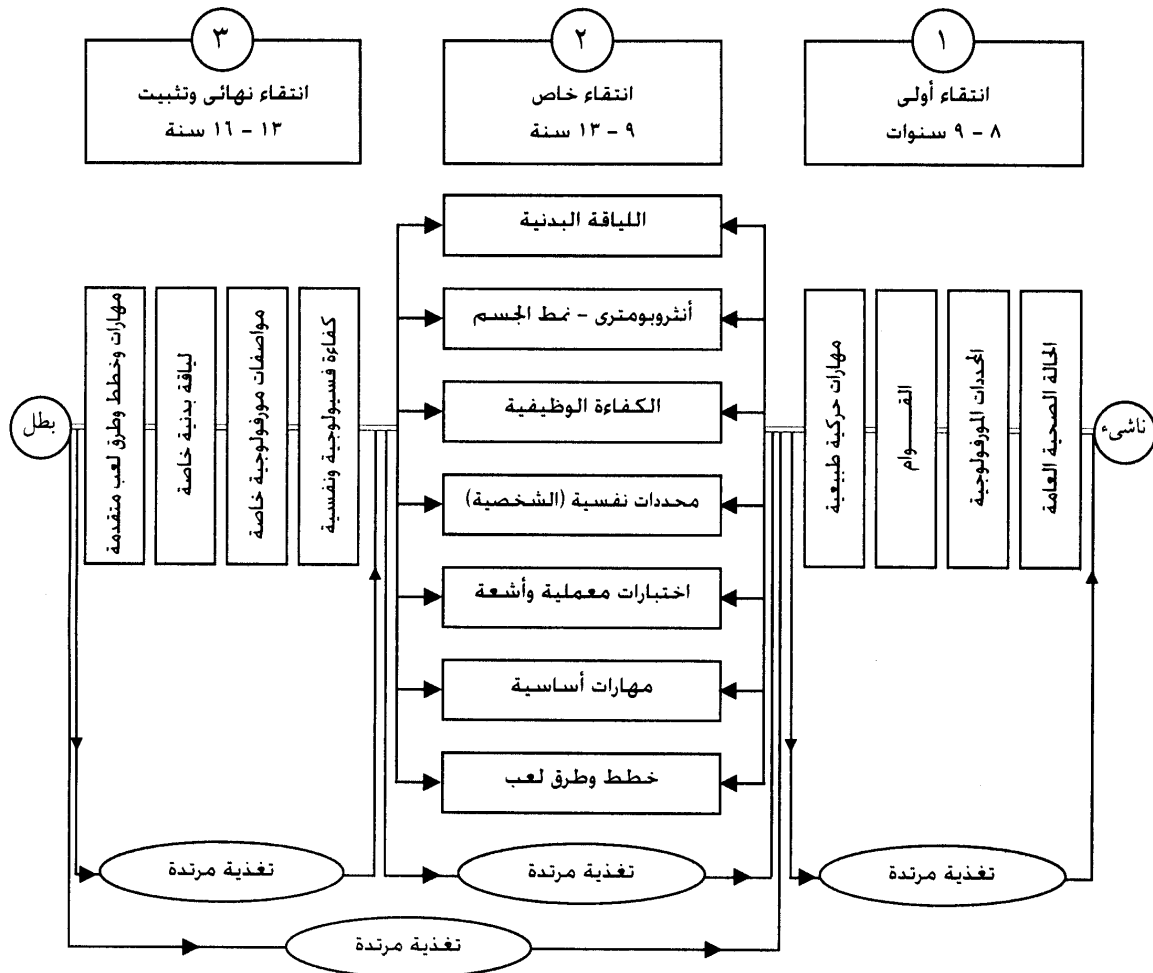 ١
انتقاء أولى
٨ - ٩ سنوات
٢
انتقاء خاص
٩ - ١٣ سنة
٣
انتقاء نهائى وتثبيت
١٣ - ١٦ سنة
ناشىء
الحالة الصحية العامة
المحددات المورفولوجية
القـــــوام
مهارات حركية طبيعية
اللياقة البدنية
أنثروبومترى - نمط الجسم
الكفاءة الوظيفية
محددات نفسية (الشخصية)
اختبارات معملية وأشعة
مهارات أساسية
خطط وطرق لعب
كفاءة فسيولوجية ونفسية
مواصفات مورفولوجية خاصة
لياقة بدنية خاصة
مهارات وخطط وطرق لعب متقدمة
بطل
تغذية مرتدة
تغذية مرتدة
تغذية مرتدة
تغذية مرتدة